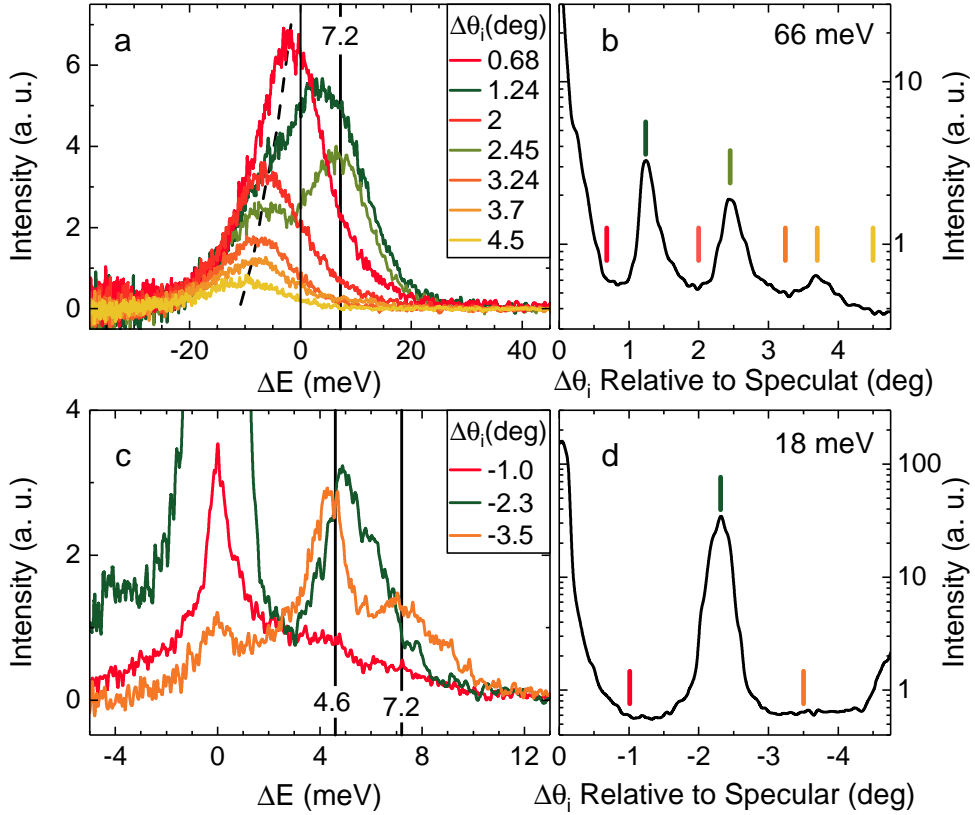 a
7.2
Δθi(deg)
0.68
1.24
2
2.45
3.24
3.7
4.5
6
4
2
0
Intensity (a. u.)
-20
0
20
40
ΔE (meV)
b
66 meV
10
1
Intensity (a. u.)
0
1
2
3
4
Δθi Relative to Speculat (deg)
c
Δθi(deg)
-1.0
-2.3
-3.5
4
2
0
Intensity (a. u.)
4.6
7.2
-4
0
4
8
12
ΔE (meV)
d
18 meV
100
10
1
Intensity (a. u.)
0
-1
-2
-3
-4
Δθi Relative to Specular (deg)